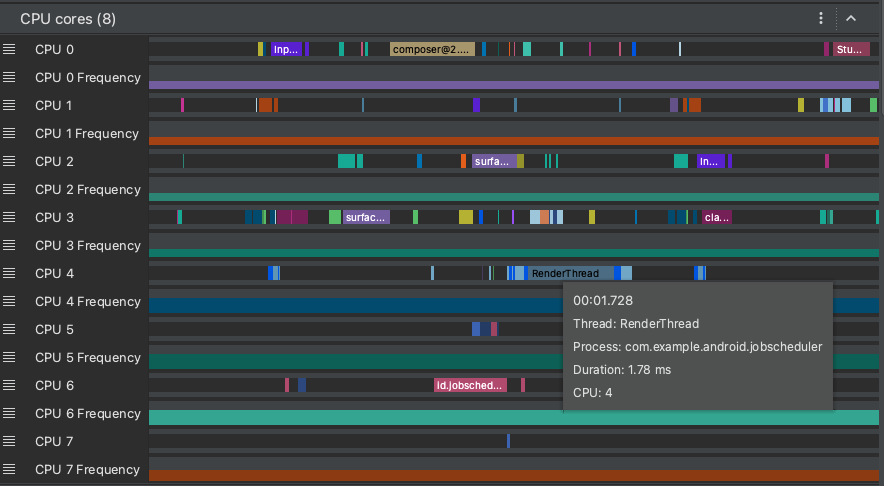 CPU cores (8)
CPU 0
Inp...
composer@2....
Stu...
CPU 0 Frequency
CPU 1
CPU 1 Frequency
CPU 2
surfa...
In...
CPU 2 Frequency
CPU 3
surfac...
cla...
CPU 3 Frequency
CPU 4
RenderThread
CPU 4 Frequency
00:01.728
Thread: RenderThread
CPU 5
Process: com.example.android.jobscheduler
CPU 5 Frequency
Duration: 1.78 ms
CPU 6
id.jobsched...
CPU: 4
CPU 6 Frequency
CPU 7
CPU 7 Frequency